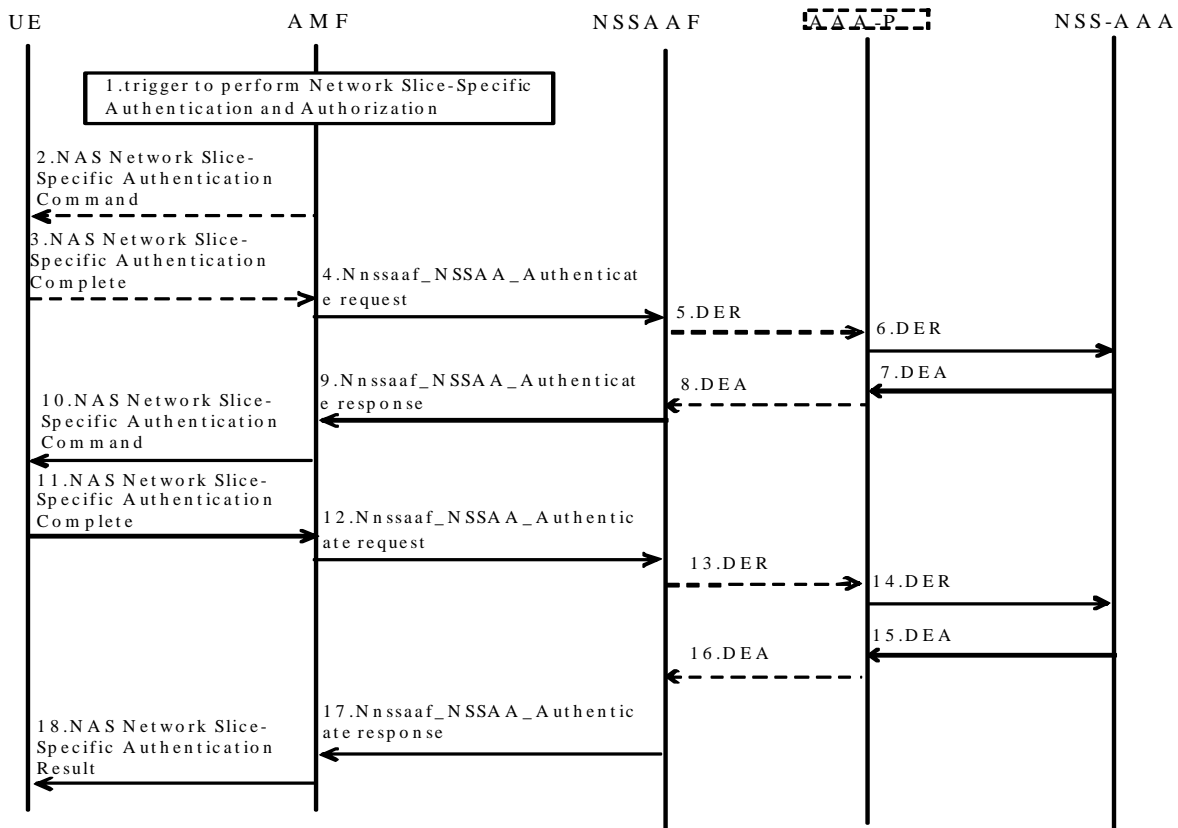 UE
AMF
NSSAAF
AAA-P
NSS-AAA
1.trigger to perform Network Slice-Specific
Authentication and Authorization
2.NAS Network Slice-
Specific Authentication
Command
3.NAS Network Slice-
Specific Authentication
Complete
4.Nnssaaf_NSSAA_Authenticat
e request
5.DER
6.DER
7.DEA
8.DEA
9.Nnssaaf_NSSAA_Authenticat
e response
10.NAS Network Slice-
Specific Authentication
Command
11.NAS Network Slice-
Specific Authentication
Complete
12.Nnssaaf_NSSAA_Authentic
ate request
13.DER
14.DER
15.DEA
16.DEA
17.Nnssaaf_NSSAA_Authentic
ate response
18.NAS Network Slice-
Specific Authentication
Result